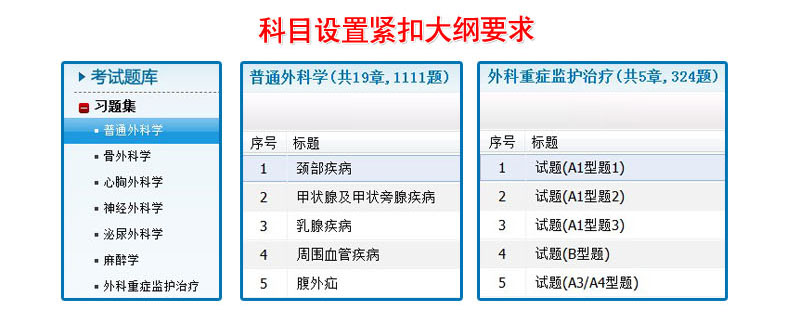 科目设置紧扣大纲要求
考试题库
习题集
普通外科学
骨外科学
心胸外科学
神经外科学
泌尿外科学
麻醉学
外科重症监护治疗
普通外科学(共19章,1111题)
序号 标题
1 颈部疾病
2 甲状腺及甲状旁腺疾病
3 乳腺疾病
4 周围血管疾病
5 腹外疝
外科重症监护治疗(共5章,324题)
序号 标题
1 试题(A1型题1)
2 试题(A1型题2)
3 试题(A1型题3)
4 试题(B型题)
5 试题(A3/A4型题)